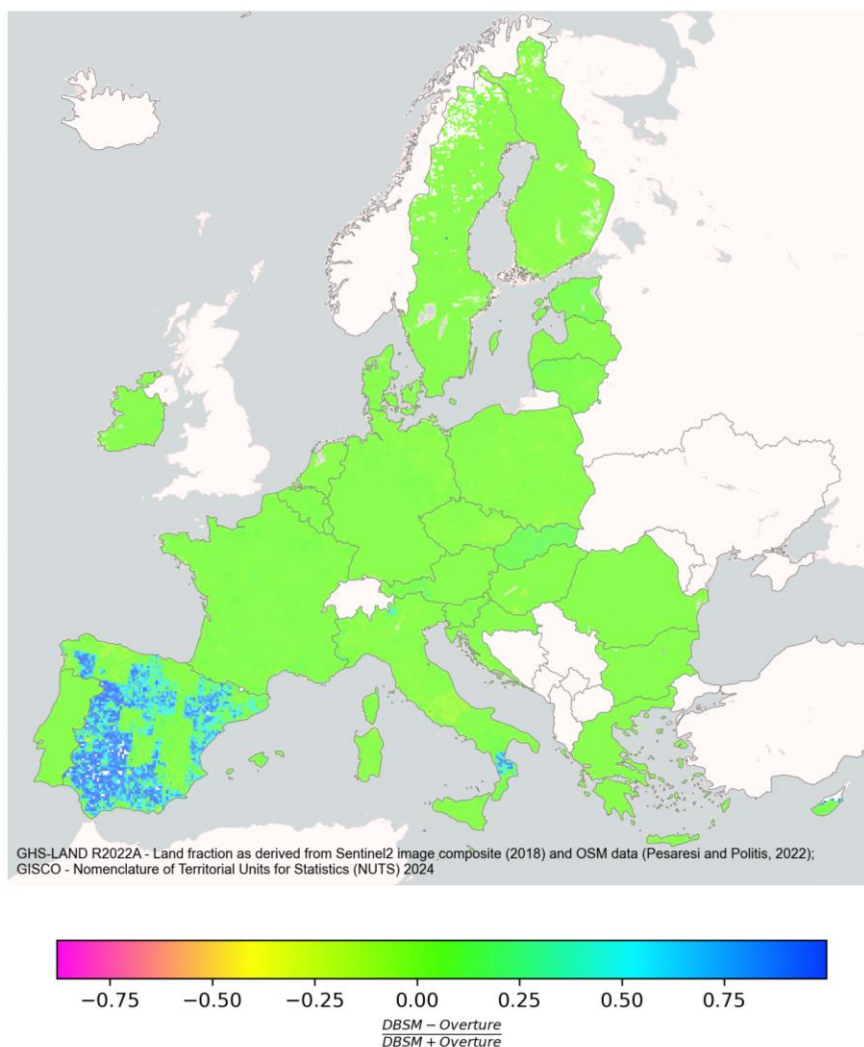 GHS-LAND R2022A - Land fraction as derived from Sentinel2 image composite (2018) and OSM data (Pesaresi and Politis, 2022);
GISCO - Nomenclature of Territorial Units for Statistics (NUTS) 2024
−0.75 −0.50 −0.25 0.00 0.25 0.50 0.75
DBSM − Overture
DBSM + Overture